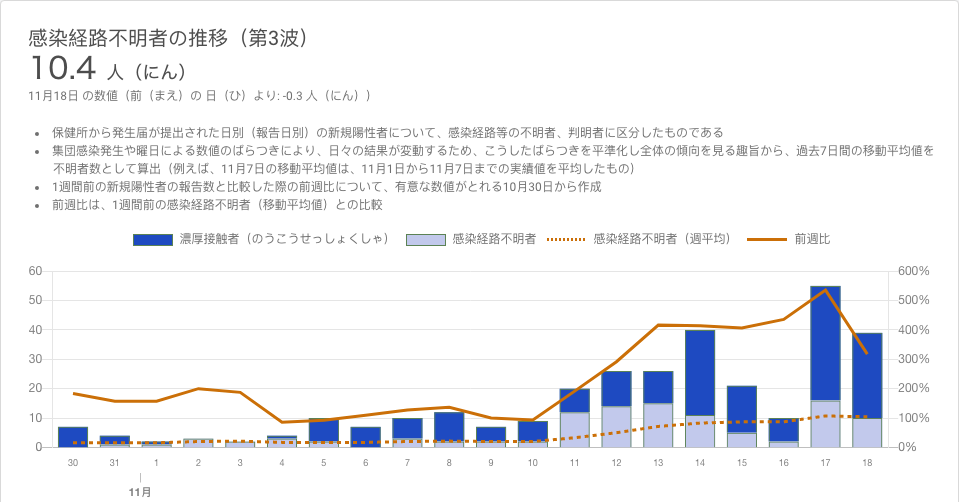 感染経路不明者の推移（第3波）
10.4 人（にん）
11月18日 の数値（前（まえ）の 日（ひ）より: -0.3 人（にん））
• 保健所から発生届が提出された日別（報告日別）の新規陽性者について、感染経路等の不明者、判明者に区分したものである
• 集団感染発生や曜日による数値のばらつきにより、日々の結果が変動するため、こうしたばらつきを平準化し全体の傾向を見る趣旨から、過去7日間の移動平均値を
不明者数として算出（例えば、11月7日の移動平均値は、11月1日から11月7日までの実績値を平均したもの）
• 1週間前の新規陽性者の報告数と比較した際の前週比について、有意な数値がとれる10月30日から作成
• 前週比は、1週間前の感染経路不明者（移動平均値）との比較
濃厚接触者（のうこうせっしょくしゃ） 感染経路不明者 感染経路不明者（週平均） 前週比
60 600%
50 500%
40 400%
30 300%
20 200%
10 100%
0 0%
30 31 1 2 3 4 5 6 7 8 9 10 11 12 13 14 15 16 17 18
11月